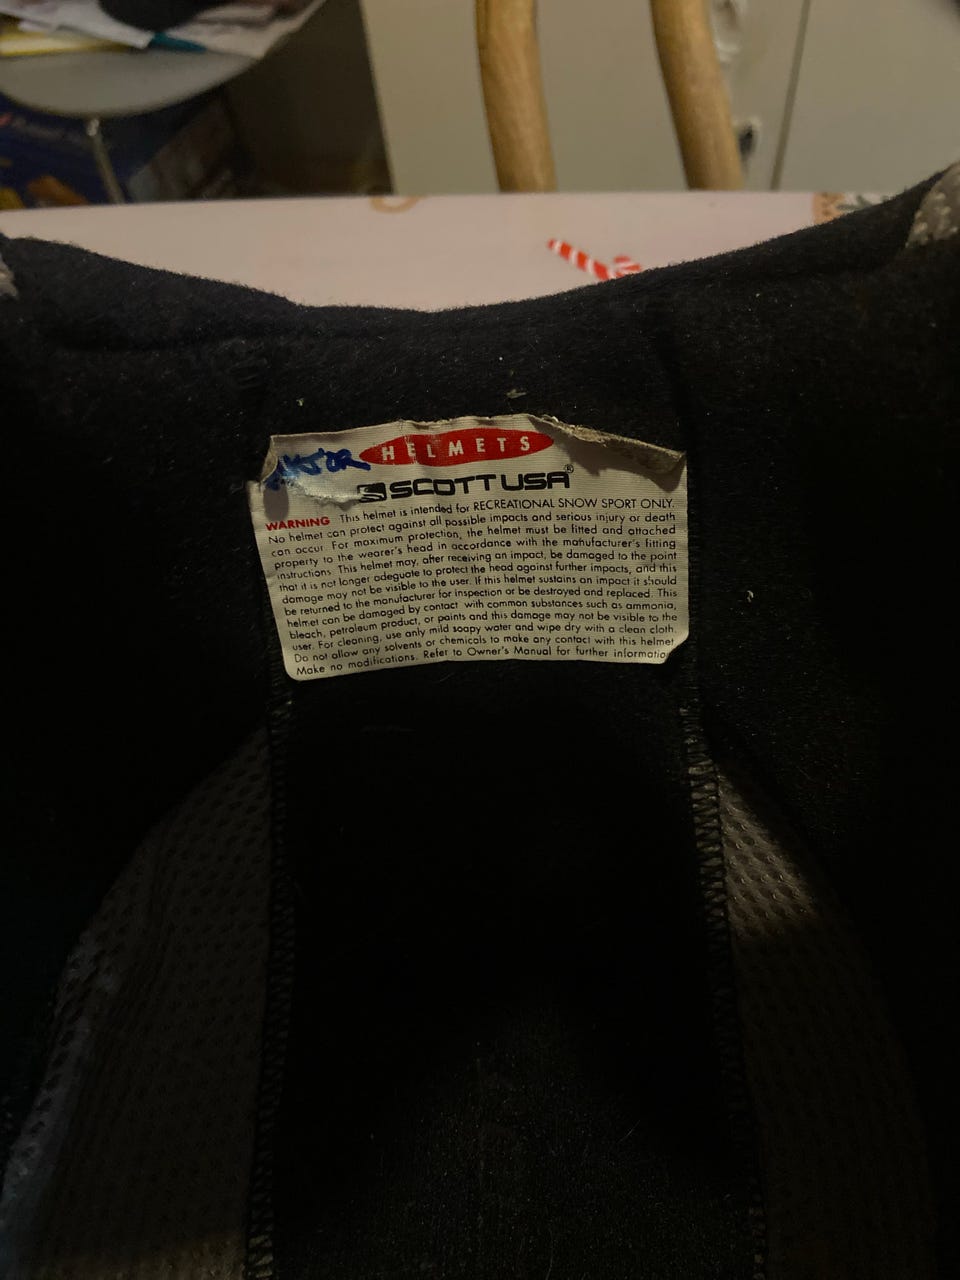 HELMETS
SCOTT USA®
WARNING This helmet is intended for RECREATIONAL SNOW SPORT ONLY.
No helmet can protect against all possible impacts and serious injury or death
can occur. For maximum protection, the helmet must be fitted and attached
property to the wearer's head in accordance with the mahufacturer's fitting
instructions. This helmet may, after receiving an impact, be damaged to the point
that it is not longer adeguate to protect the head against further impacts, and this
damage may not be visible to the user. If this helmet sustains an impact it should
be returned to the manufacturer for inspection or be destroyed and replaced. This
helmet can be damaged by contact with common substances such as ammonia,
bleach, petroleum product, or paints and this damage may not be visible to the
user. For cleaning, use only mild soapy water and wipe dry with a clean cloth.
Do not allow any solvents or chemicals to make any contact with this helmet
Make no modifications. Refer to Owner's Manual for further informatio